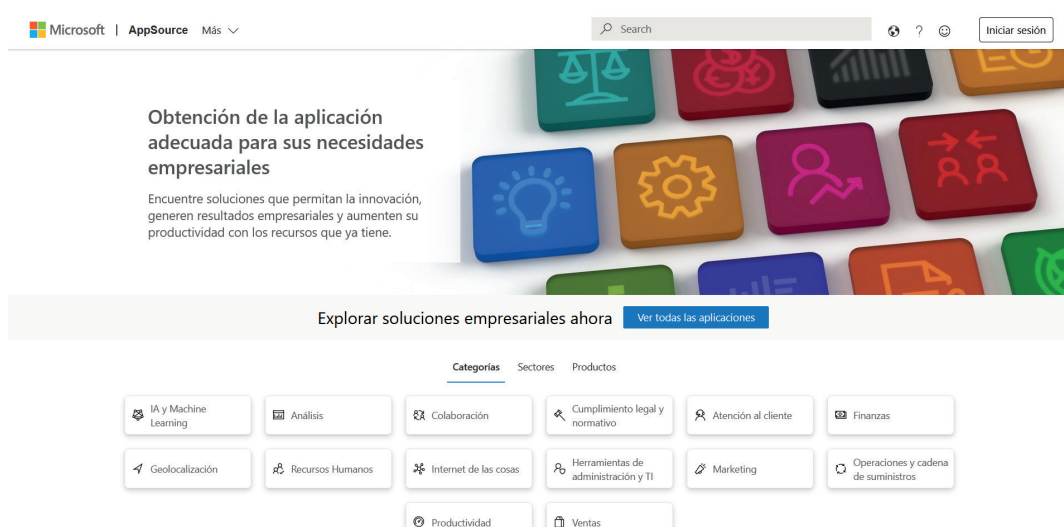 Microsoft | AppSource Más
Search
?
Iniciar sesión
Obtención de la aplicación
adecuada para sus necesidades
empresariales
Encuentre soluciones que permitan la innovación,
generen resultados empresariales y aumenten su
productividad con los recursos que ya tiene.
Explorar soluciones empresariales ahora
Ver todas las aplicaciones
Categorías Sectores Productos
IA y Machine
Learning
Análisis
Colaboración
Cumplimiento legal y
normativo
Atención al cliente
Finanzas
Geolocalización
Recursos Humanos
Internet de las cosas
Herramientas de
administración y TI
Marketing
Operaciones y cadena
de suministros
Productividad
Ventas